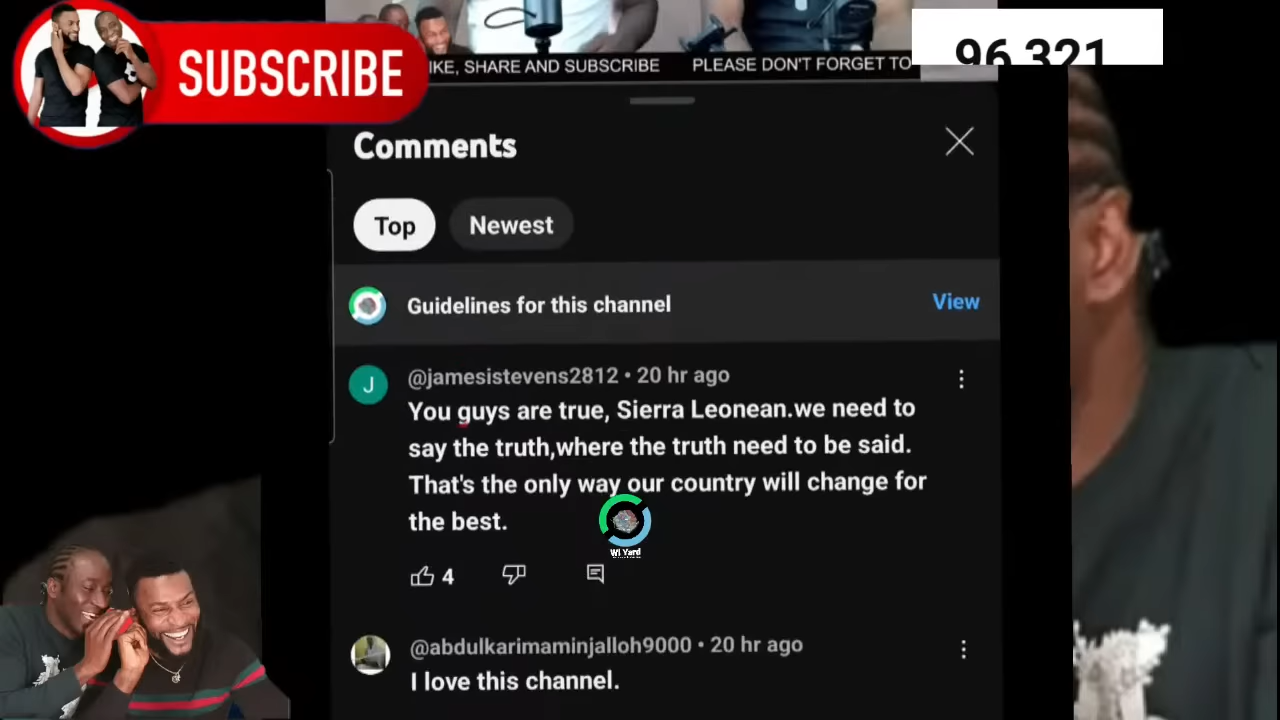 SUBSCRIBE
IKE, SHARE AND SUBSCRIBE PLEASE DON'T FORGET TO
96,321
Comments
Top Newest
Guidelines for this channel View
J
@jamesistevens2812 • 20 hr ago
You guys are true, Sierra Leonean.we need to
say the truth,where the truth need to be said.
That's the only way our country will change for
the best.
Wi Yard
4
@abdulkarimaminjalloh9000 • 20 hr ago
I love this channel.